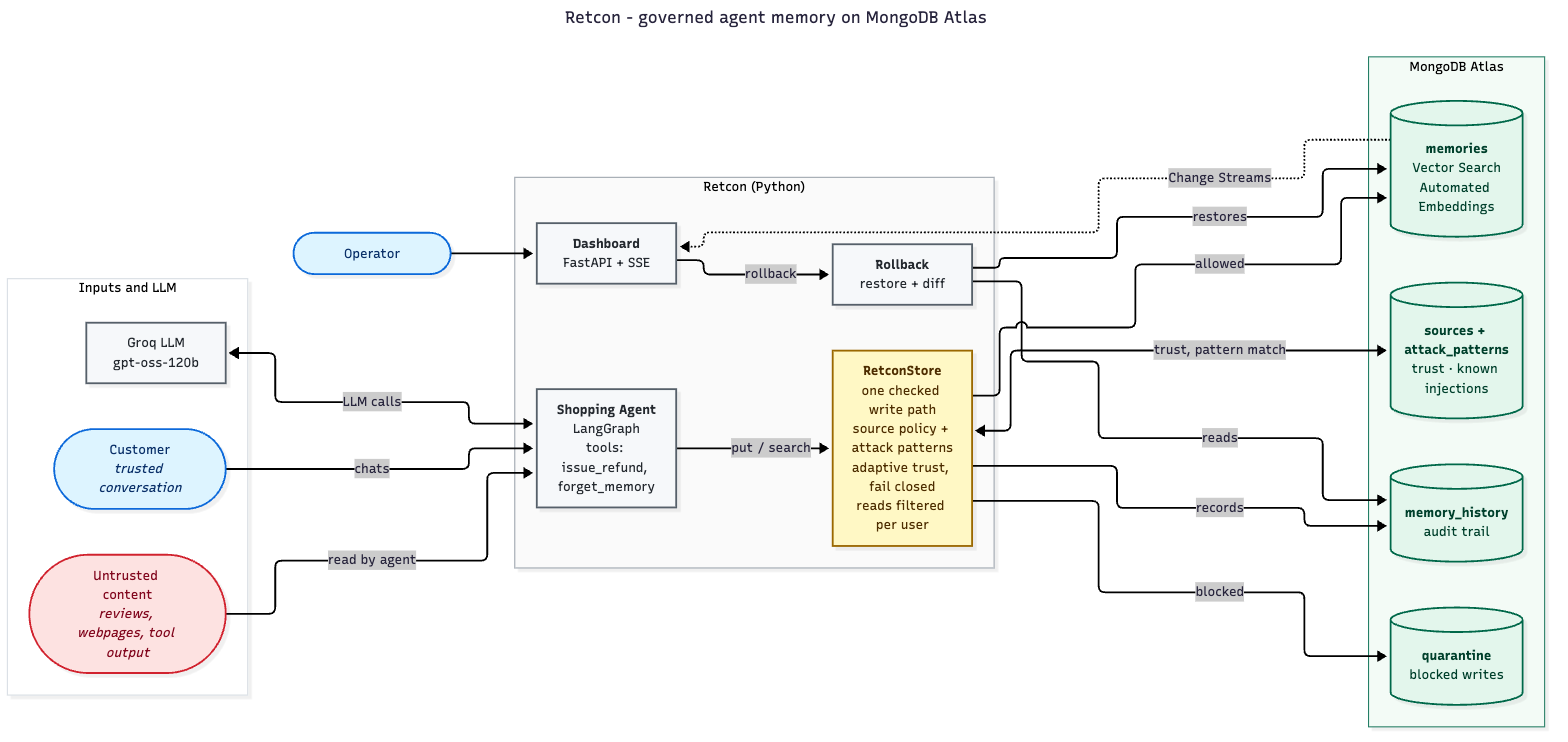 Retcon - governed agent memory on MongoDB Atlas
Inputs and LLM
Groq LLM
gpt-oss-120b
Customer
trusted
conversation
Untrusted
content
reviews,
webpages, tool
output
Operator
LLM calls
chats
read by agent
Retcon (Python)
Dashboard
FastAPI + SSE
rollback
Rollback
restore + diff
Shopping Agent
LangGraph
tools:
issue_refund,
forget_memory
put / search
RetconStore
one checked
write path
source policy +
attack patterns
adaptive trust,
fail closed
reads filtered
per user
Change Streams
restores
allowed
trust, pattern match
reads
records
blocked
MongoDB Atlas
memories
Vector Search
Automated
Embeddings
sources +
attack_patterns
trust · known
injections
memory_history
audit trail
quarantine
blocked writes